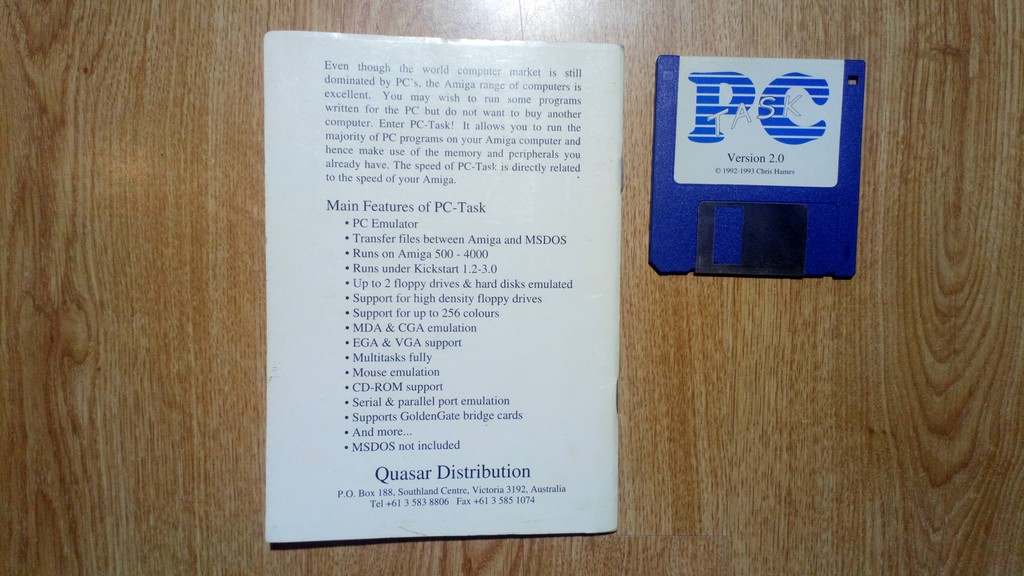 Even though the world computer market is still
dominated by PC's, the Amiga range of computers is
excellent. You may wish to run some programs
written for the PC but do not want to buy another
computer. Enter PC-Task! It allows you to run the
majority of PC programs on your Amiga computer and
hence make use of the memory and peripherals you
already have. The speed of PC-Task is directly related
to the speed of your Amiga.
Main Features of PC-Task
• PC Emulator
• Transfer files between Amiga and MSDOS
• Runs on Amiga 500 - 4000
• Runs under Kickstart 1.2-3.0
• Up to 2 floppy drives & hard disks emulated
• Support for high density floppy drives
• Support for up to 256 colours
• MDA & CGA emulation
• EGA & VGA support
• Multitasks fully
• Mouse emulation
• CD-ROM support
• Serial & parallel port emulation
• Supports GoldenGate bridge cards
• And more...
• MSDOS not included
Quasar Distribution
P.O. Box 188, Southland Centre, Victoria 3192, Australia
Tel +61 3 583 8806 Fax +61 3 585 1074
PC
TASK
Version 2.0
© 1992-1993 Chris Hames